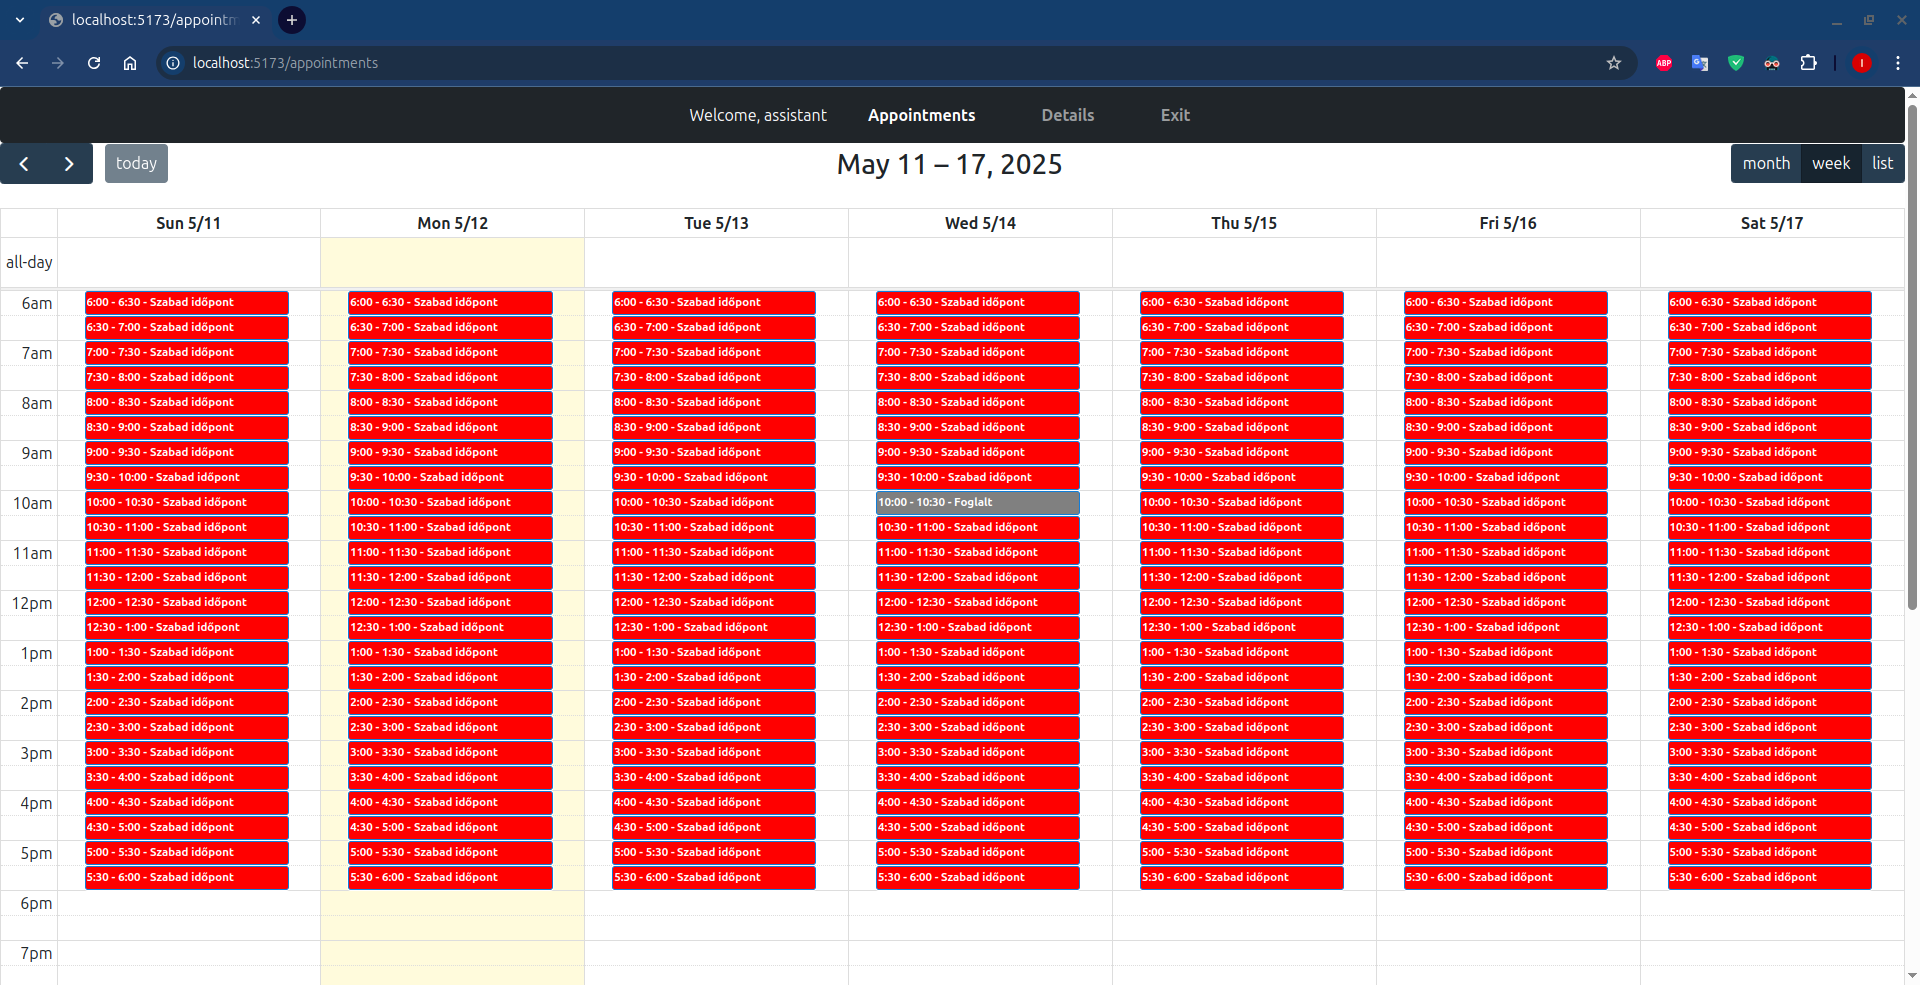 localhost:5173/appointm
localhost:5173/appointments
ABP
I
Welcome, assistant Appointments Details Exit
today May 11 – 17, 2025 month week list
Sun 5/11 Mon 5/12 Tue 5/13 Wed 5/14 Thu 5/15 Fri 5/16 Sat 5/17
all-day
6am 6:00 - 6:30 - Szabad időpont 6:00 - 6:30 - Szabad időpont 6:00 - 6:30 - Szabad időpont 6:00 - 6:30 - Szabad időpont 6:00 - 6:30 - Szabad időpont 6:00 - 6:30 - Szabad időpont 6:00 - 6:30 - Szabad időpont
6:30 - 7:00 - Szabad időpont 6:30 - 7:00 - Szabad időpont 6:30 - 7:00 - Szabad időpont 6:30 - 7:00 - Szabad időpont 6:30 - 7:00 - Szabad időpont 6:30 - 7:00 - Szabad időpont 6:30 - 7:00 - Szabad időpont
7am 7:00 - 7:30 - Szabad időpont 7:00 - 7:30 - Szabad időpont 7:00 - 7:30 - Szabad időpont 7:00 - 7:30 - Szabad időpont 7:00 - 7:30 - Szabad időpont 7:00 - 7:30 - Szabad időpont 7:00 - 7:30 - Szabad időpont
7:30 - 8:00 - Szabad időpont 7:30 - 8:00 - Szabad időpont 7:30 - 8:00 - Szabad időpont 7:30 - 8:00 - Szabad időpont 7:30 - 8:00 - Szabad időpont 7:30 - 8:00 - Szabad időpont 7:30 - 8:00 - Szabad időpont
8am 8:00 - 8:30 - Szabad időpont 8:00 - 8:30 - Szabad időpont 8:00 - 8:30 - Szabad időpont 8:00 - 8:30 - Szabad időpont 8:00 - 8:30 - Szabad időpont 8:00 - 8:30 - Szabad időpont 8:00 - 8:30 - Szabad időpont
8:30 - 9:00 - Szabad időpont 8:30 - 9:00 - Szabad időpont 8:30 - 9:00 - Szabad időpont 8:30 - 9:00 - Szabad időpont 8:30 - 9:00 - Szabad időpont 8:30 - 9:00 - Szabad időpont 8:30 - 9:00 - Szabad időpont
9am 9:00 - 9:30 - Szabad időpont 9:00 - 9:30 - Szabad időpont 9:00 - 9:30 - Szabad időpont 9:00 - 9:30 - Szabad időpont 9:00 - 9:30 - Szabad időpont 9:00 - 9:30 - Szabad időpont 9:00 - 9:30 - Szabad időpont
9:30 - 10:00 - Szabad időpont 9:30 - 10:00 - Szabad időpont 9:30 - 10:00 - Szabad időpont 9:30 - 10:00 - Szabad időpont 9:30 - 10:00 - Szabad időpont 9:30 - 10:00 - Szabad időpont 9:30 - 10:00 - Szabad időpont
10am 10:00 - 10:30 - Szabad időpont 10:00 - 10:30 - Szabad időpont 10:00 - 10:30 - Szabad időpont 10:00 - 10:30 - Foglalt 10:00 - 10:30 - Szabad időpont 10:00 - 10:30 - Szabad időpont 10:00 - 10:30 - Szabad időpont
10:30 - 11:00 - Szabad időpont 10:30 - 11:00 - Szabad időpont 10:30 - 11:00 - Szabad időpont 10:30 - 11:00 - Szabad időpont 10:30 - 11:00 - Szabad időpont 10:30 - 11:00 - Szabad időpont 10:30 - 11:00 - Szabad időpont
11am 11:00 - 11:30 - Szabad időpont 11:00 - 11:30 - Szabad időpont 11:00 - 11:30 - Szabad időpont 11:00 - 11:30 - Szabad időpont 11:00 - 11:30 - Szabad időpont 11:00 - 11:30 - Szabad időpont 11:00 - 11:30 - Szabad időpont
11:30 - 12:00 - Szabad időpont 11:30 - 12:00 - Szabad időpont 11:30 - 12:00 - Szabad időpont 11:30 - 12:00 - Szabad időpont 11:30 - 12:00 - Szabad időpont 11:30 - 12:00 - Szabad időpont 11:30 - 12:00 - Szabad időpont
12pm 12:00 - 12:30 - Szabad időpont 12:00 - 12:30 - Szabad időpont 12:00 - 12:30 - Szabad időpont 12:00 - 12:30 - Szabad időpont 12:00 - 12:30 - Szabad időpont 12:00 - 12:30 - Szabad időpont 12:00 - 12:30 - Szabad időpont
12:30 - 1:00 - Szabad időpont 12:30 - 1:00 - Szabad időpont 12:30 - 1:00 - Szabad időpont 12:30 - 1:00 - Szabad időpont 12:30 - 1:00 - Szabad időpont 12:30 - 1:00 - Szabad időpont 12:30 - 1:00 - Szabad időpont
1pm 1:00 - 1:30 - Szabad időpont 1:00 - 1:30 - Szabad időpont 1:00 - 1:30 - Szabad időpont 1:00 - 1:30 - Szabad időpont 1:00 - 1:30 - Szabad időpont 1:00 - 1:30 - Szabad időpont 1:00 - 1:30 - Szabad időpont
1:30 - 2:00 - Szabad időpont 1:30 - 2:00 - Szabad időpont 1:30 - 2:00 - Szabad időpont 1:30 - 2:00 - Szabad időpont 1:30 - 2:00 - Szabad időpont 1:30 - 2:00 - Szabad időpont 1:30 - 2:00 - Szabad időpont
2pm 2:00 - 2:30 - Szabad időpont 2:00 - 2:30 - Szabad időpont 2:00 - 2:30 - Szabad időpont 2:00 - 2:30 - Szabad időpont 2:00 - 2:30 - Szabad időpont 2:00 - 2:30 - Szabad időpont 2:00 - 2:30 - Szabad időpont
2:30 - 3:00 - Szabad időpont 2:30 - 3:00 - Szabad időpont 2:30 - 3:00 - Szabad időpont 2:30 - 3:00 - Szabad időpont 2:30 - 3:00 - Szabad időpont 2:30 - 3:00 - Szabad időpont 2:30 - 3:00 - Szabad időpont
3pm 3:00 - 3:30 - Szabad időpont 3:00 - 3:30 - Szabad időpont 3:00 - 3:30 - Szabad időpont 3:00 - 3:30 - Szabad időpont 3:00 - 3:30 - Szabad időpont 3:00 - 3:30 - Szabad időpont 3:00 - 3:30 - Szabad időpont
3:30 - 4:00 - Szabad időpont 3:30 - 4:00 - Szabad időpont 3:30 - 4:00 - Szabad időpont 3:30 - 4:00 - Szabad időpont 3:30 - 4:00 - Szabad időpont 3:30 - 4:00 - Szabad időpont 3:30 - 4:00 - Szabad időpont
4pm 4:00 - 4:30 - Szabad időpont 4:00 - 4:30 - Szabad időpont 4:00 - 4:30 - Szabad időpont 4:00 - 4:30 - Szabad időpont 4:00 - 4:30 - Szabad időpont 4:00 - 4:30 - Szabad időpont 4:00 - 4:30 - Szabad időpont
4:30 - 5:00 - Szabad időpont 4:30 - 5:00 - Szabad időpont 4:30 - 5:00 - Szabad időpont 4:30 - 5:00 - Szabad időpont 4:30 - 5:00 - Szabad időpont 4:30 - 5:00 - Szabad időpont 4:30 - 5:00 - Szabad időpont
5pm 5:00 - 5:30 - Szabad időpont 5:00 - 5:30 - Szabad időpont 5:00 - 5:30 - Szabad időpont 5:00 - 5:30 - Szabad időpont 5:00 - 5:30 - Szabad időpont 5:00 - 5:30 - Szabad időpont 5:00 - 5:30 - Szabad időpont
5:30 - 6:00 - Szabad időpont 5:30 - 6:00 - Szabad időpont 5:30 - 6:00 - Szabad időpont 5:30 - 6:00 - Szabad időpont 5:30 - 6:00 - Szabad időpont 5:30 - 6:00 - Szabad időpont 5:30 - 6:00 - Szabad időpont
6pm
7pm